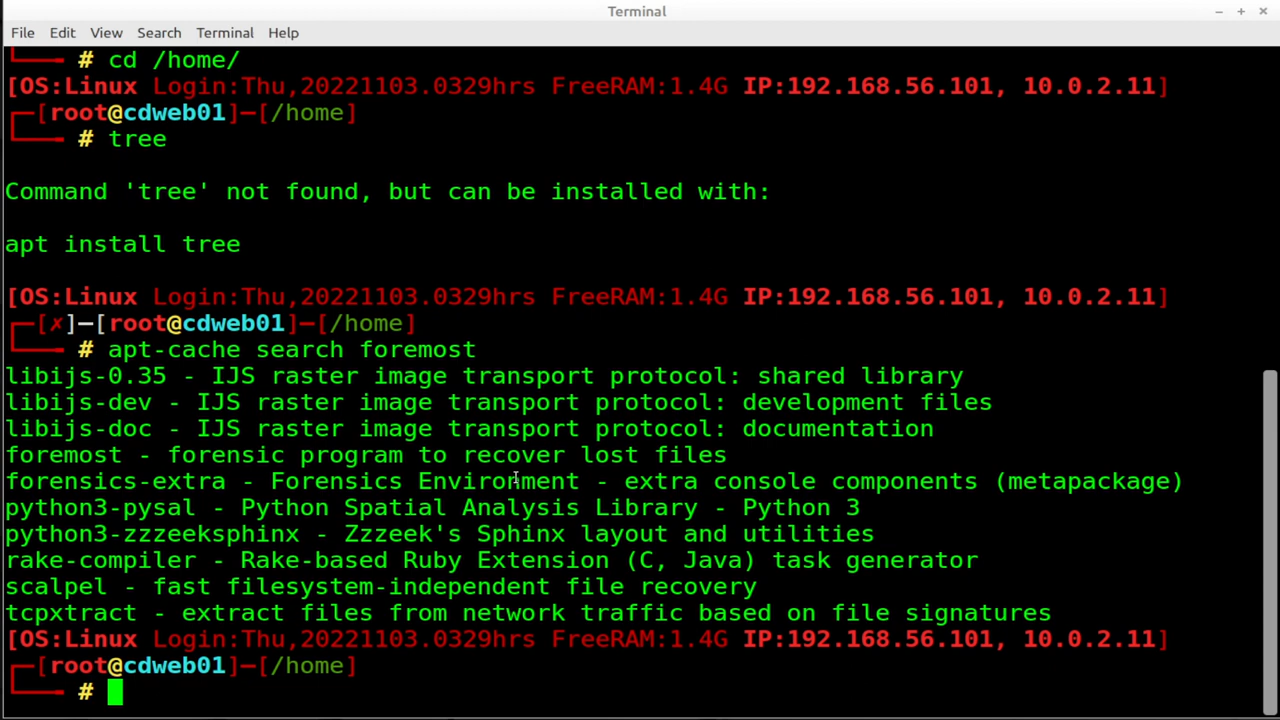 Terminal
File Edit View Search Terminal Help
# cd /home/
[OS:Linux Login:Thu,20221103.0329hrs FreeRAM:1.4G IP:192.168.56.101, 10.0.2.11]
┌─[root@cdweb01]─[/home]
└─── # tree
Command 'tree' not found, but can be installed with:
apt install tree
[OS:Linux Login:Thu,20221103.0329hrs FreeRAM:1.4G IP:192.168.56.101, 10.0.2.11]
┌─[✗]─[root@cdweb01]─[/home]
└─── # apt-cache search foremost
libijs-0.35 - IJS raster image transport protocol: shared library
libijs-dev - IJS raster image transport protocol: development files
libijs-doc - IJS raster image transport protocol: documentation
foremost - forensic program to recover lost files
forensics-extra - Forensics Environment - extra console components (metapackage)
python3-pysal - Python Spatial Analysis Library - Python 3
python3-zzzeeksphinx - Zzzeek's Sphinx layout and utilities
rake-compiler - Rake-based Ruby Extension (C, Java) task generator
scalpel - fast filesystem-independent file recovery
tcpxtract - extract files from network traffic based on file signatures
[OS:Linux Login:Thu,20221103.0329hrs FreeRAM:1.4G IP:192.168.56.101, 10.0.2.11]
┌─[root@cdweb01]─[/home]
└─── #